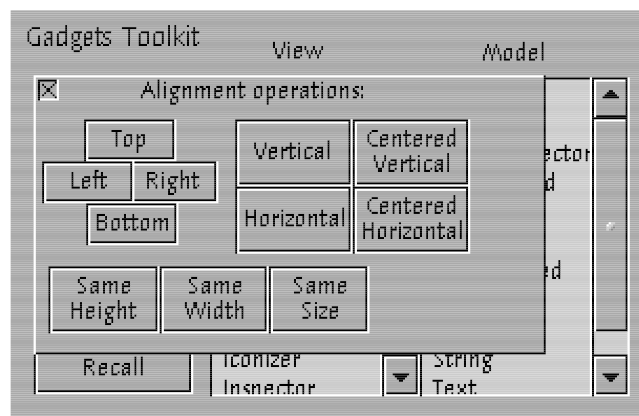 Gadgets Toolkit
View
Model
Alignment operations:
Top
Left
Right
Bottom
Vertical
Centered
Vertical
Horizontal
Centered
Horizontal
Same
Height
Same
Width
Same
Size
Recall
Iconizer
Inspector
String
Text